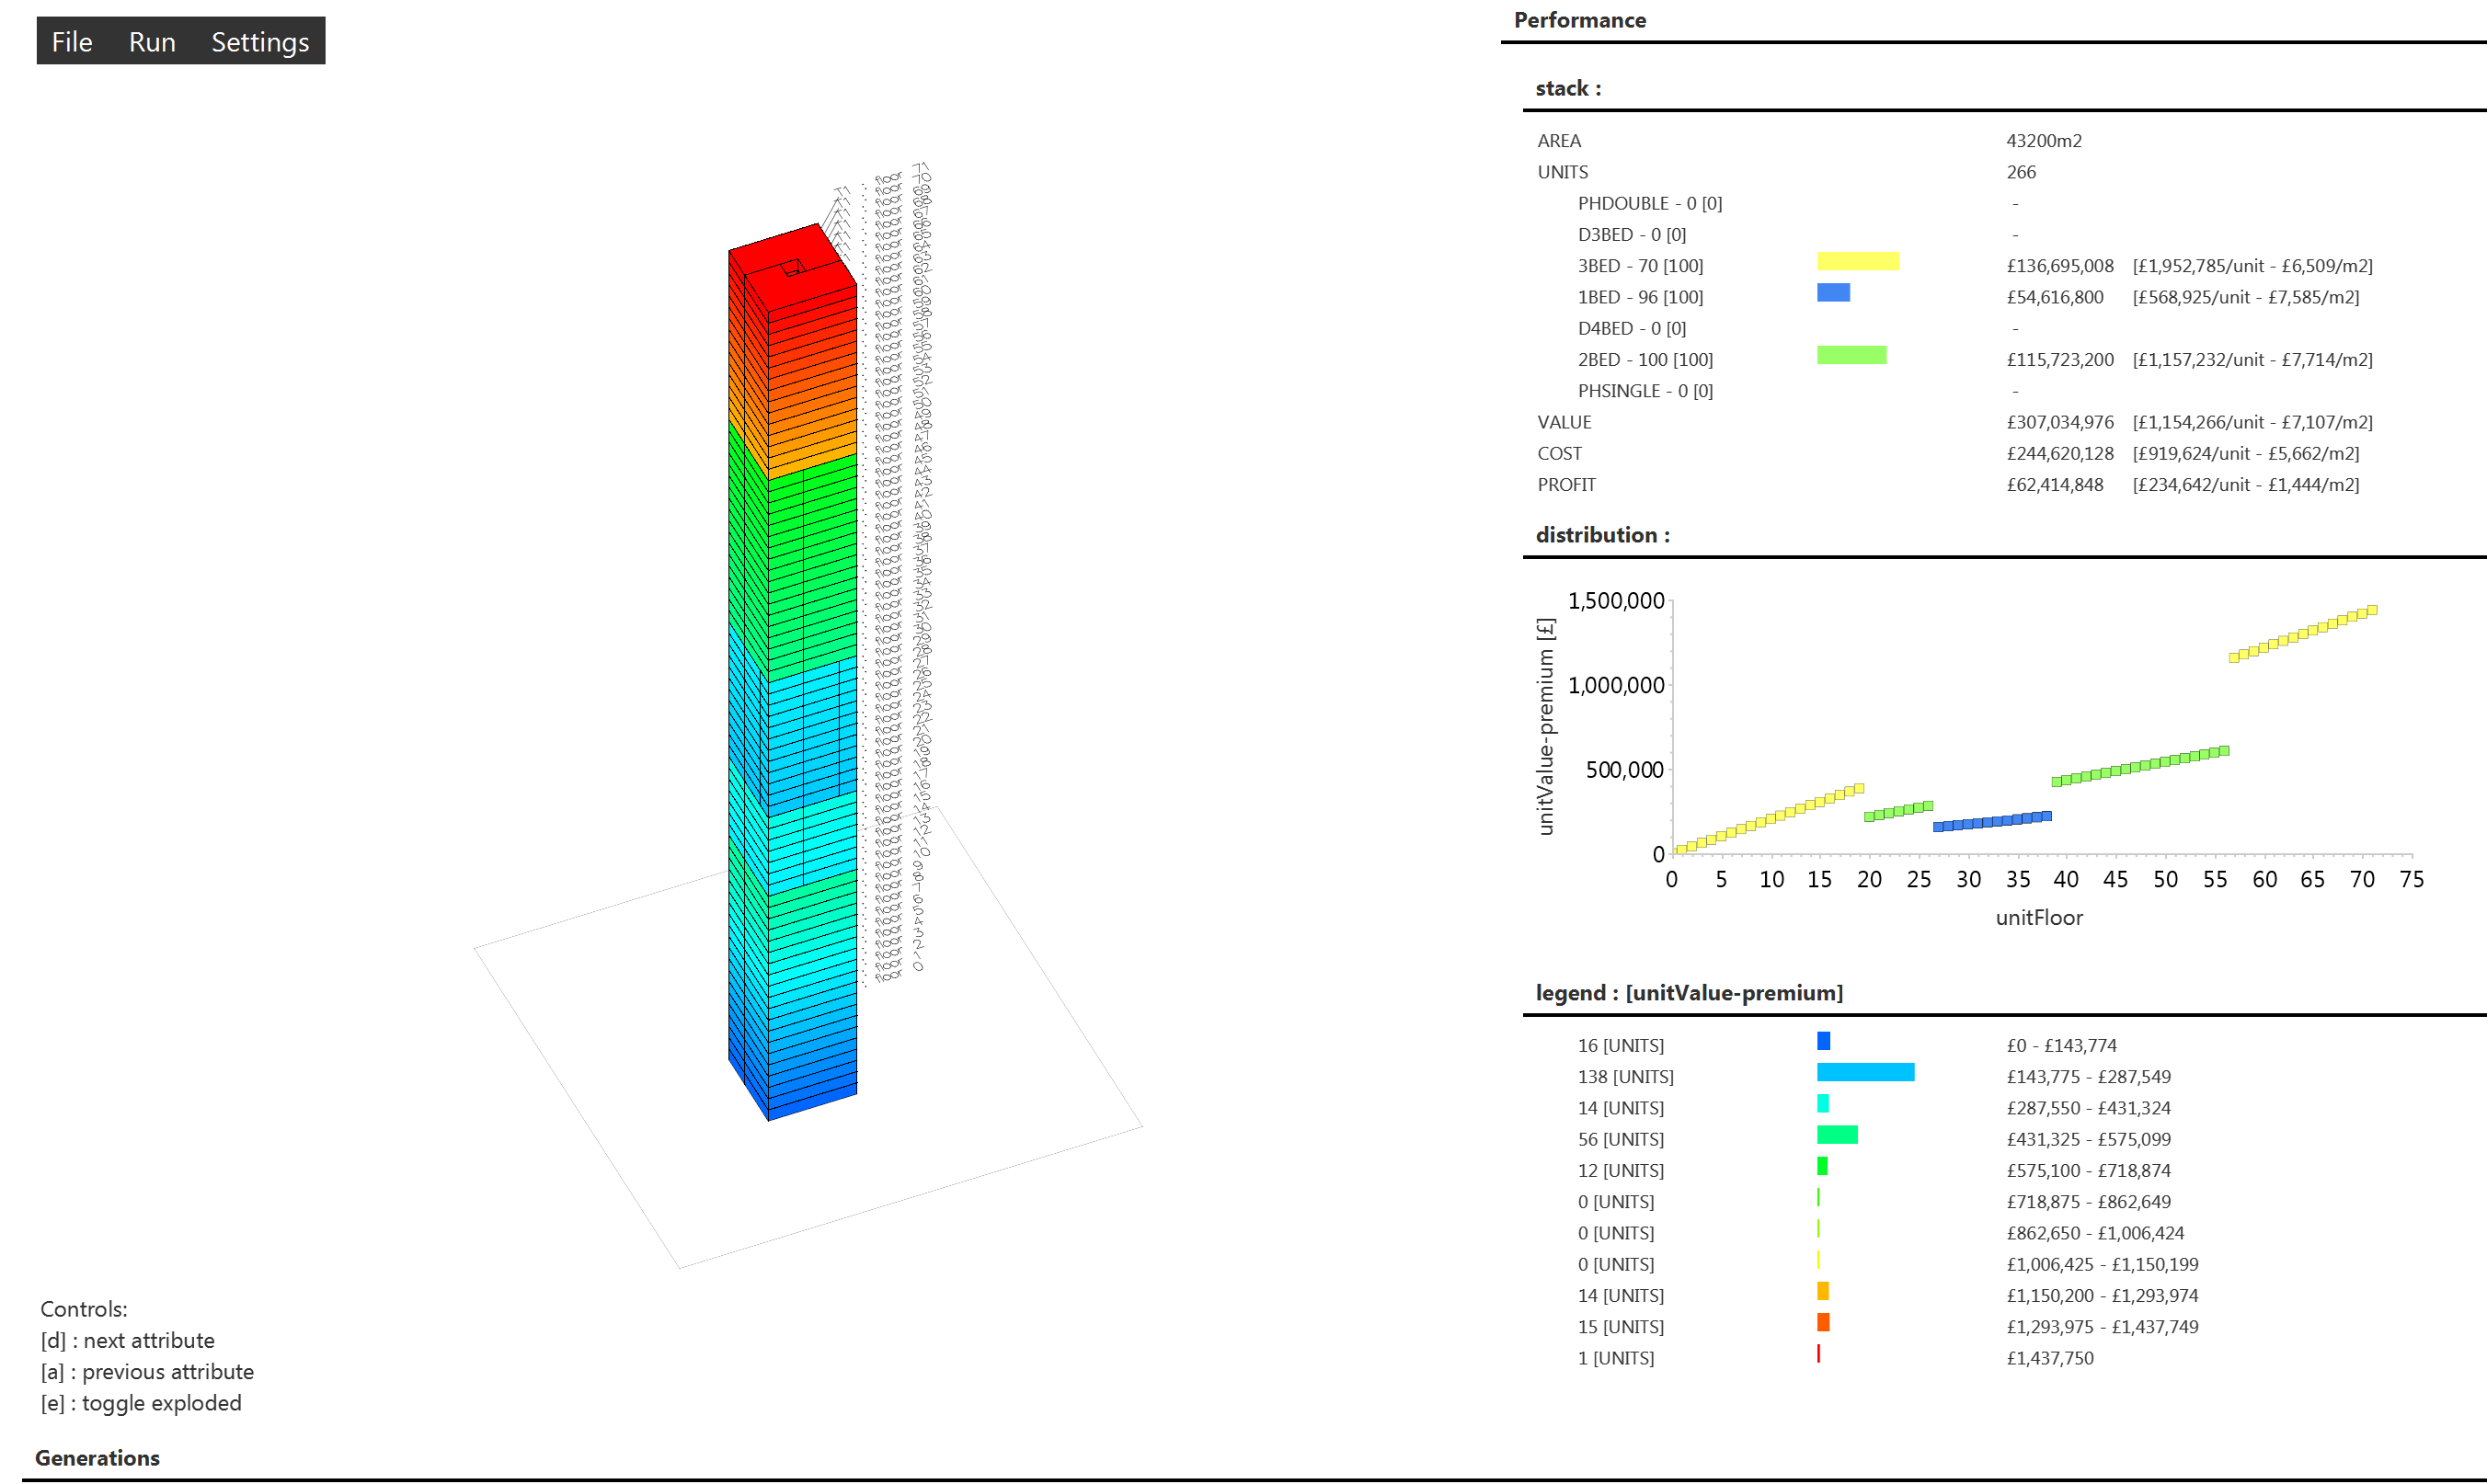 File Run Settings
Performance
stack :
AREA 43200m2
UNITS 266
PHDOUBLE - 0 [0] -
D3BED - 0 [0] -
3BED - 70 [100] £136,695,008 [£1,952,785/unit - £6,509/m2]
1BED - 96 [100] £54,616,800 [£568,925/unit - £7,585/m2]
D4BED - 0 [0] -
2BED - 100 [100] £115,723,200 [£1,157,232/unit - £7,714/m2]
PHSINGLE - 0 [0] -
VALUE £307,034,976 [£1,154,266/unit - £7,107/m2]
COST £244,620,128 [£919,624/unit - £5,662/m2]
PROFIT £62,414,848 [£234,642/unit - £1,444/m2]
distribution :
unitValue-premium [£]
1,500,000
1,000,000
500,000
0
0 5 10 15 20 25 30 35 40 45 50 55 60 65 70 75
unitFloor
legend : [unitValue-premium]
16 [UNITS] £0 - £143,774
138 [UNITS] £143,775 - £287,549
14 [UNITS] £287,550 - £431,324
56 [UNITS] £431,325 - £575,099
12 [UNITS] £575,100 - £718,874
0 [UNITS] £718,875 - £862,649
0 [UNITS] £862,650 - £1,006,424
0 [UNITS] £1,006,425 - £1,150,199
14 [UNITS] £1,150,200 - £1,293,974
15 [UNITS] £1,293,975 - £1,437,749
1 [UNITS] £1,437,750
Controls:
[d] : next attribute
[a] : previous attribute
[e] : toggle exploded
Generations